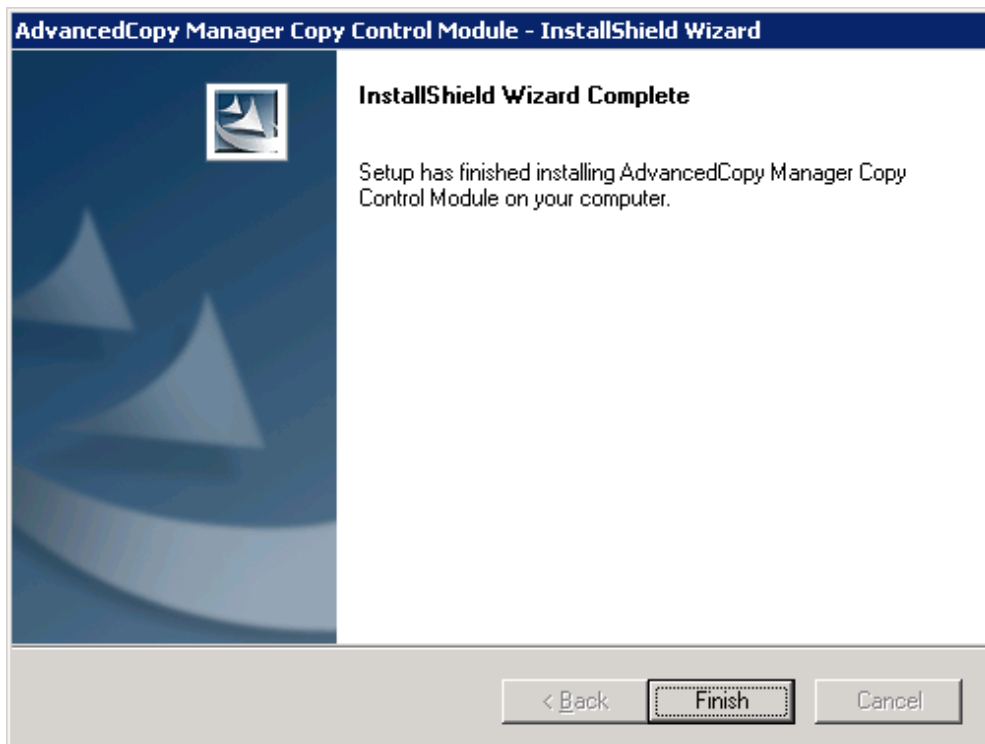 AdvancedCopy Manager Copy Control Module - InstallShield Wizard
InstallShield Wizard Complete
Setup has finished installing AdvancedCopy Manager Copy
Control Module on your computer.
< Back
Finish
Cancel